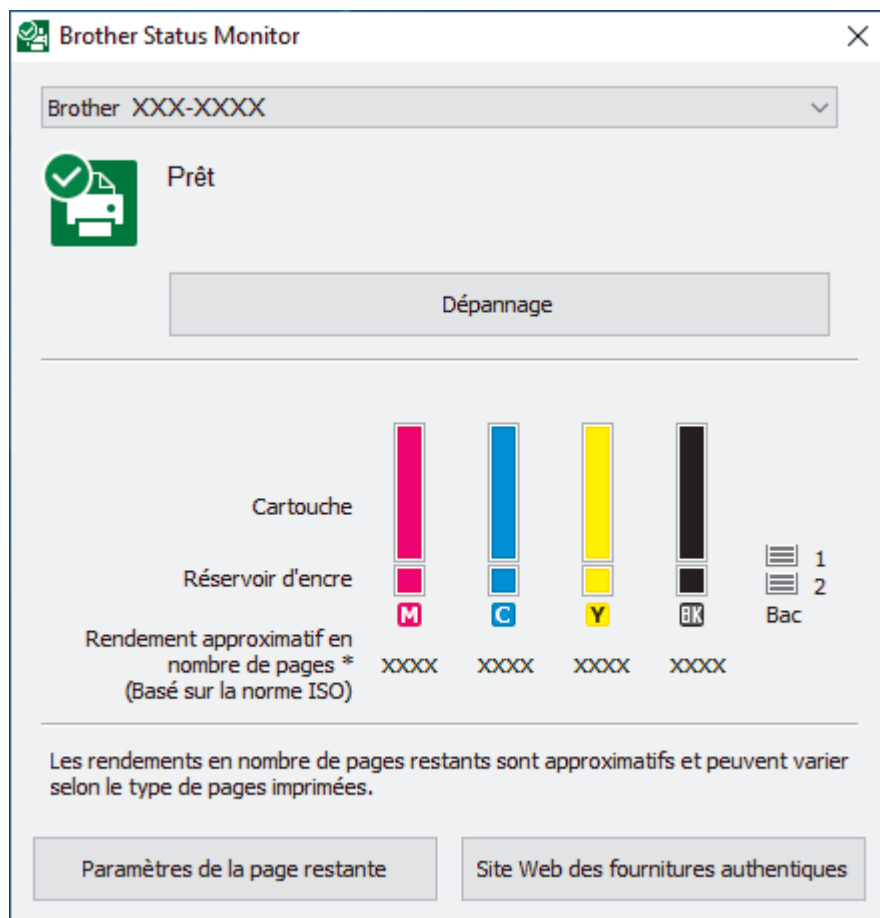 Brother Status Monitor
Brother XXX-XXXX
Prêt
Dépannage
Cartouche
Réservoir d'encre
1
2
M C Y BK Bac
Rendement approximatif en
nombre de pages * XXXX XXXX XXXX XXXX
(Basé sur la norme ISO)
Les rendements en nombre de pages restants sont approximatifs et peuvent varier
selon le type de pages imprimées.
Paramètres de la page restante
Site Web des fournitures authentiques